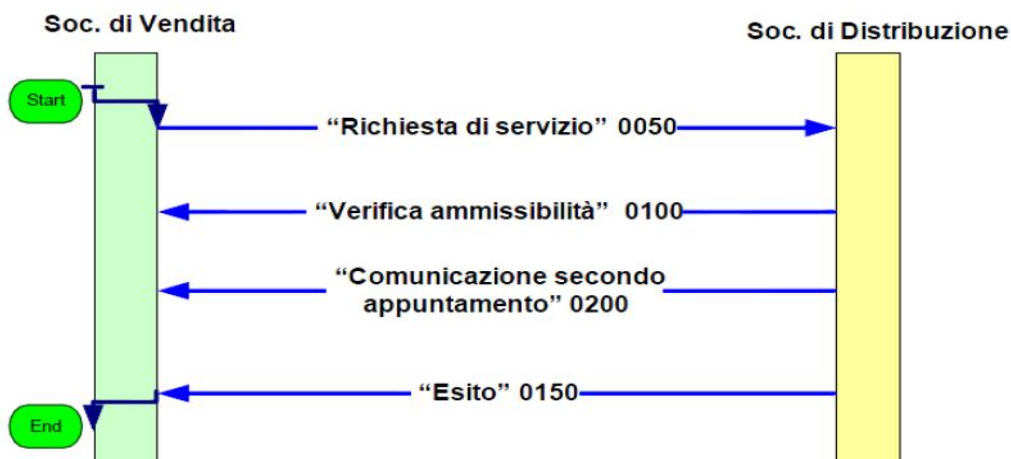 Soc. di Vendita
Soc. di Distribuzione
Start
“Richiesta di servizio” 0050
“Verifica ammissibilità” 0100
“Comunicazione secondo
appuntamento” 0200
“Esito” 0150
End